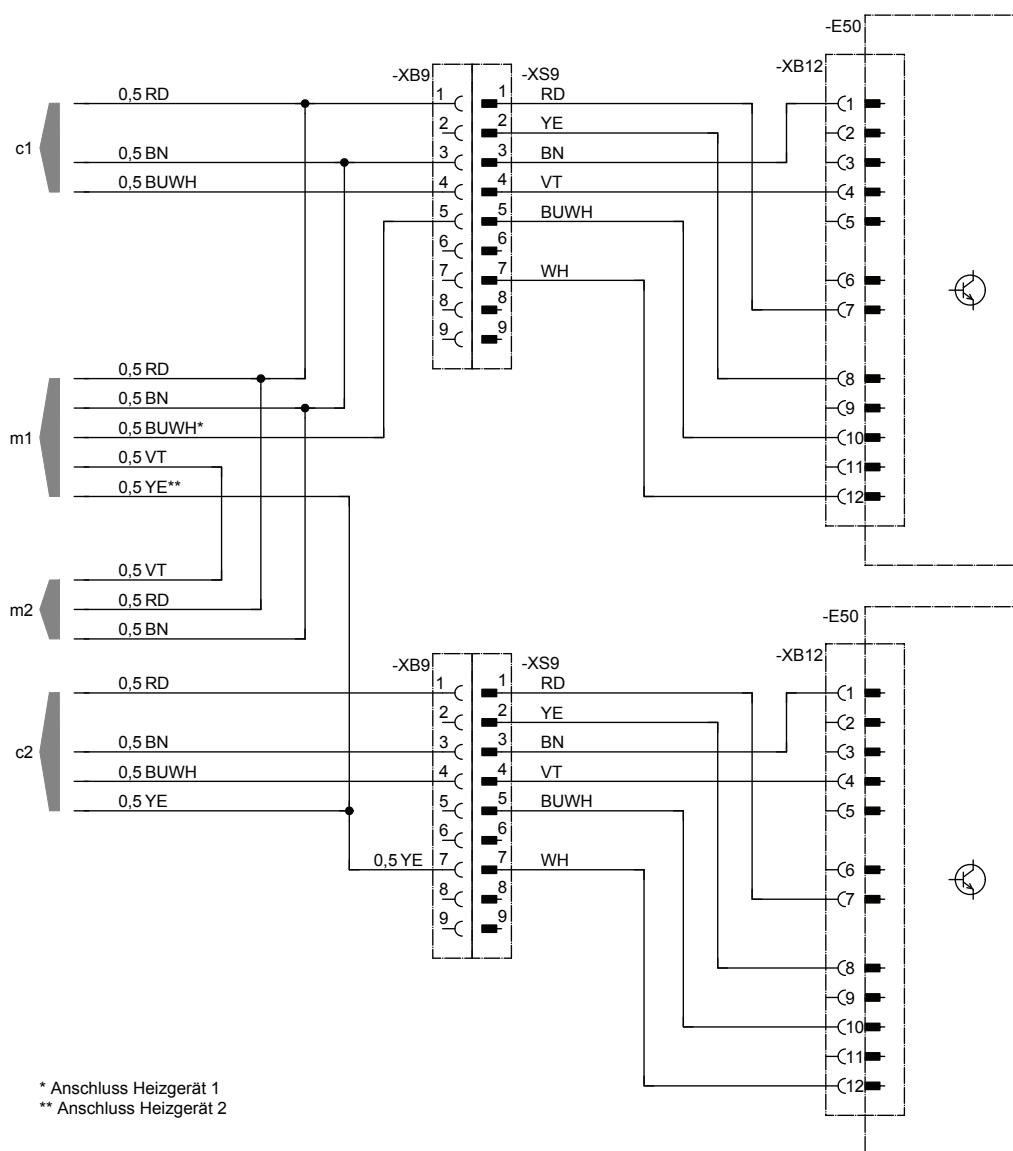 -E50
-XB9 -XS9 -XB12
0,5 RD 1 1 RD 1
2 2 YE 2
c1 0,5 BN 3 3 BN 3
0,5 BUWH 4 4 VT 4
5 5 BUWH 5
6 6
7 7 WH 6
8 8 7
9 9
0,5 RD 8
0,5 BN 9
m1 0,5 BUWH* 10
0,5 VT 11
0,5 YE** 12
0,5 VT
m2 0,5 RD -E50
0,5 BN
-XB9 -XS9 -XB12
0,5 RD 1 1 RD 1
2 2 YE 2
c2 0,5 BN 3 3 BN 3
0,5 BUWH 4 4 VT 4
0,5 YE 5 5 BUWH 5
6 6
0,5 YE 7 7 WH 6
8 8 7
9 9
8
9
10
11
12
* Anschluss Heizgerät 1
** Anschluss Heizgerät 2